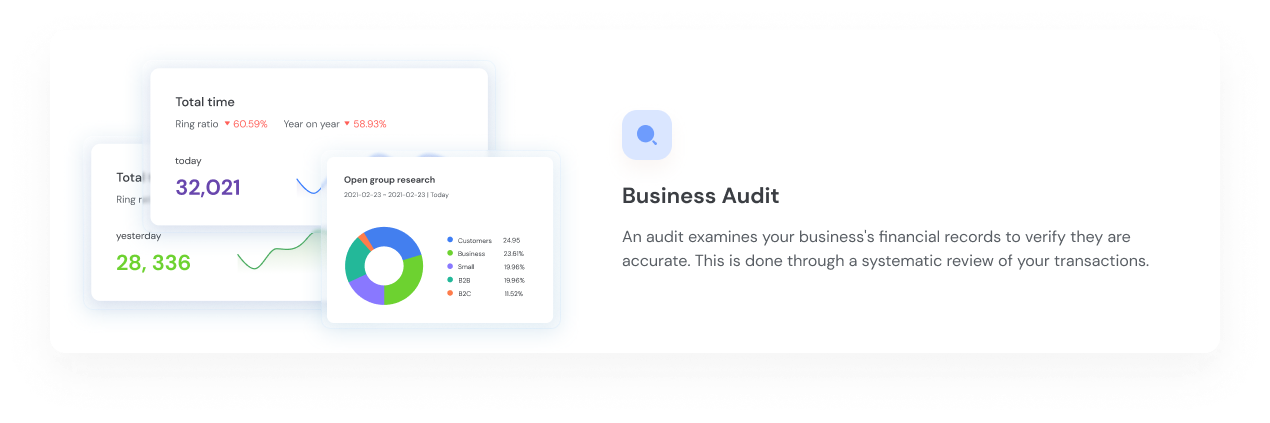 Total time
Ring ratio 60.59% Year on year 58.93%
today
32,021
Total
Ring
yesterday
28, 336
Open group research
2021-02-23 ~ 2021-02-23 | Today
Customers 24.95
Business 23.61%
Small 19.96%
B2B 19.96%
B2C 11.52%
Business Audit
An audit examines your business's financial records to verify they are
accurate. This is done through a systematic review of your transactions.